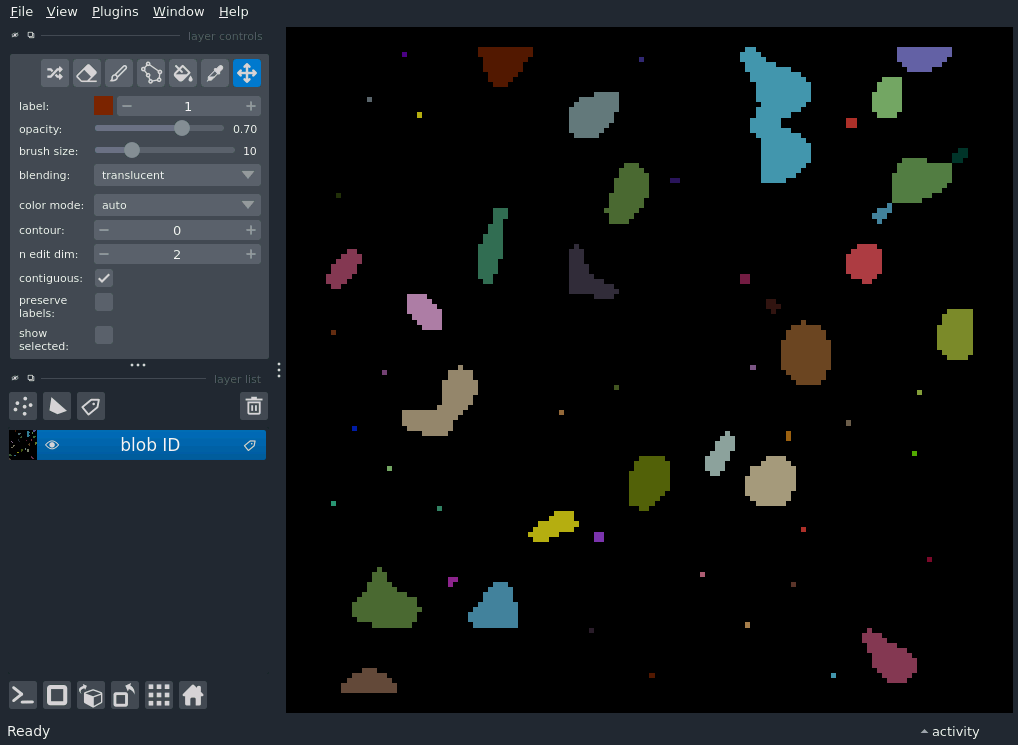 File View Plugins Window Help
layer controls
label: 1
opacity: 0.70
brush size: 10
blending: translucent
color mode: auto
contour: 0
n edit dim: 2
contiguous:
preserve
labels:
show
selected:
layer list
blob ID
Ready
activity